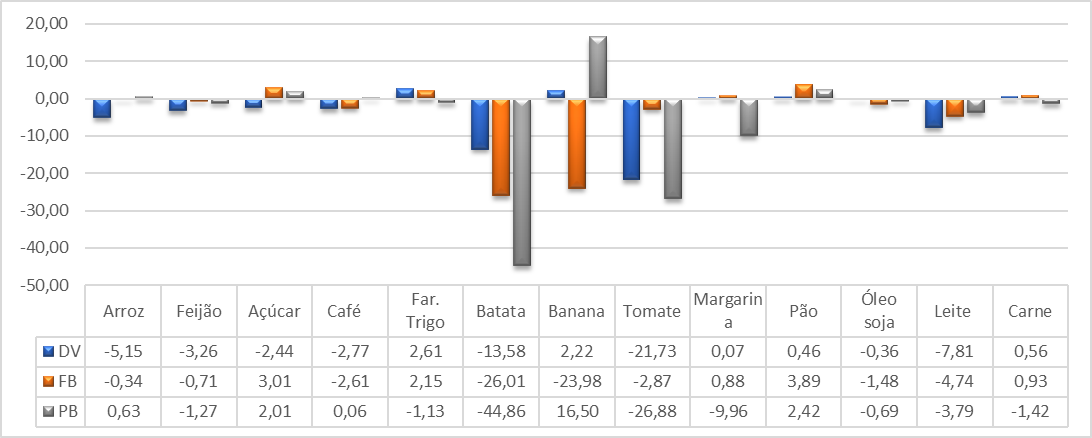 20,00
10,00
0,00
-10,00
-20,00
-30,00
-40,00
-50,00
Arroz Feijão Açúcar Café Far. Trigo Batata Banana Tomate Margarin a Pão Óleo soja Leite Carne
DV -5,15 -3,26 -2,44 -2,77 2,61 -13,58 2,22 -21,73 0,07 0,46 -0,36 -7,81 0,56
FB -0,34 -0,71 3,01 -2,61 2,15 -26,01 -23,98 -2,87 0,88 3,89 -1,48 -4,74 0,93
PB 0,63 -1,27 2,01 0,06 -1,13 -44,86 16,50 -26,88 -9,96 2,42 -0,69 -3,79 -1,42